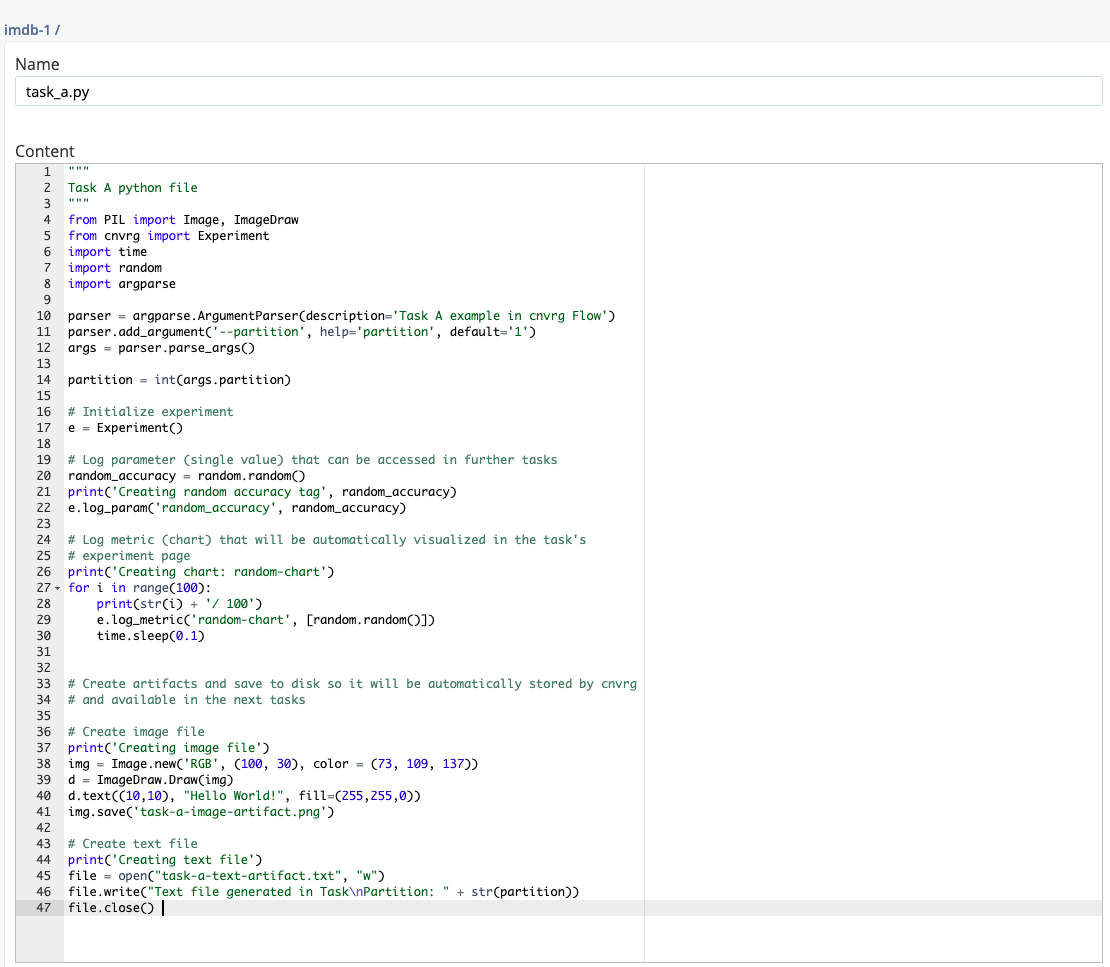 imdb-1 /
Name
task_a.py
Content
1 """
2 Task A python file
3 """
4 from PIL import Image, ImageDraw
5 from cnvrg import Experiment
6 import time
7 import random
8 import argparse
9
10 parser = argparse.ArgumentParser(description='Task A example in cnvrg Flow')
11 parser.add_argument('--partition', help='partition', default='1')
12 args = parser.parse_args()
13
14 partition = int(args.partition)
15
16 # Initialize experiment
17 e = Experiment()
18
19 # Log parameter (single value) that can be accessed in further tasks
20 random_accuracy = random.random()
21 print('Creating random accuracy tag', random_accuracy)
22 e.log_param('random_accuracy', random_accuracy)
23
24 # Log metric (chart) that will be automatically visualized in the task's
25 # experiment page
26 print('Creating chart: random-chart')
27 for i in range(100):
28     print(str(i) + '/ 100')
29     e.log_metric('random-chart', [random.random()])
30     time.sleep(0.1)
31
32
33 # Create artifacts and save to disk so it will be automatically stored by cnvrg
34 # and available in the next tasks
35
36 # Create image file
37 print('Creating image file')
38 img = Image.new('RGB', (100, 30), color = (73, 109, 137))
39 d = ImageDraw.Draw(img)
40 d.text((10,10), "Hello World!", fill=(255,255,0))
41 img.save('task-a-image-artifact.png')
42
43 # Create text file
44 print('Creating text file')
45 file = open("task-a-text-artifact.txt", "w")
46 file.write("Text file generated in Task\nPartition: " + str(partition))
47 file.close()